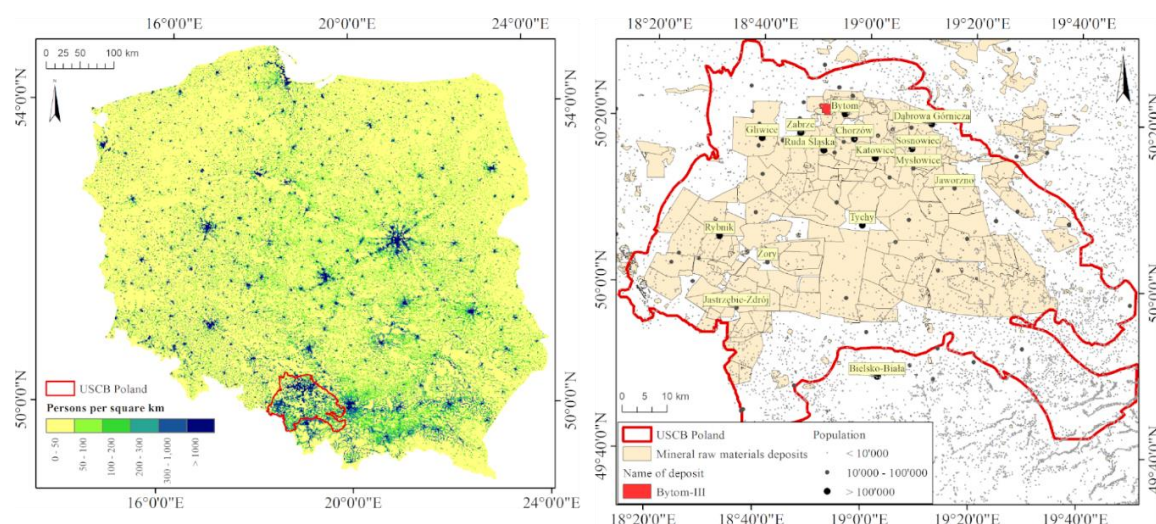 16°0'0"E
20°0'0"E
24°0'0"E
0 25 50 100 km
N
54°0'0"N
54°0'0"N
50°0'0"N
50°0'0"N
USCB Poland
Persons per square km
0 - 50
50 - 100
100 - 200
200 - 300
300 - 1,000
> 1000
16°0'0"E
20°0'0"E
24°0'0"E
18°20'0"E
18°40'0"E
19°0'0"E
19°20'0"E
19°40'0"E
N
50°20'0"N
50°20'0"N
Bytom
Dąbrowa Górnicza
Gliwice
Zabrze
Chorzów
Sosnowiec
Ruda Śląska
Katowice
Mysłowice
Jaworzno
Tychy
Rybnik
Żory
50°0'0"N
50°0'0"N
Jastrzębie-Zdrój
Bielsko-Biała
0 5 10 km
49°40'0"N
49°40'0"N
USCB Poland
Mineral raw materials deposits
Name of deposit
Bytom-III
Population
< 10'000
10'000 - 100'000
> 100'000
18°20'0"E
18°40'0"E
19°0'0"E
19°20'0"E
19°40'0"E